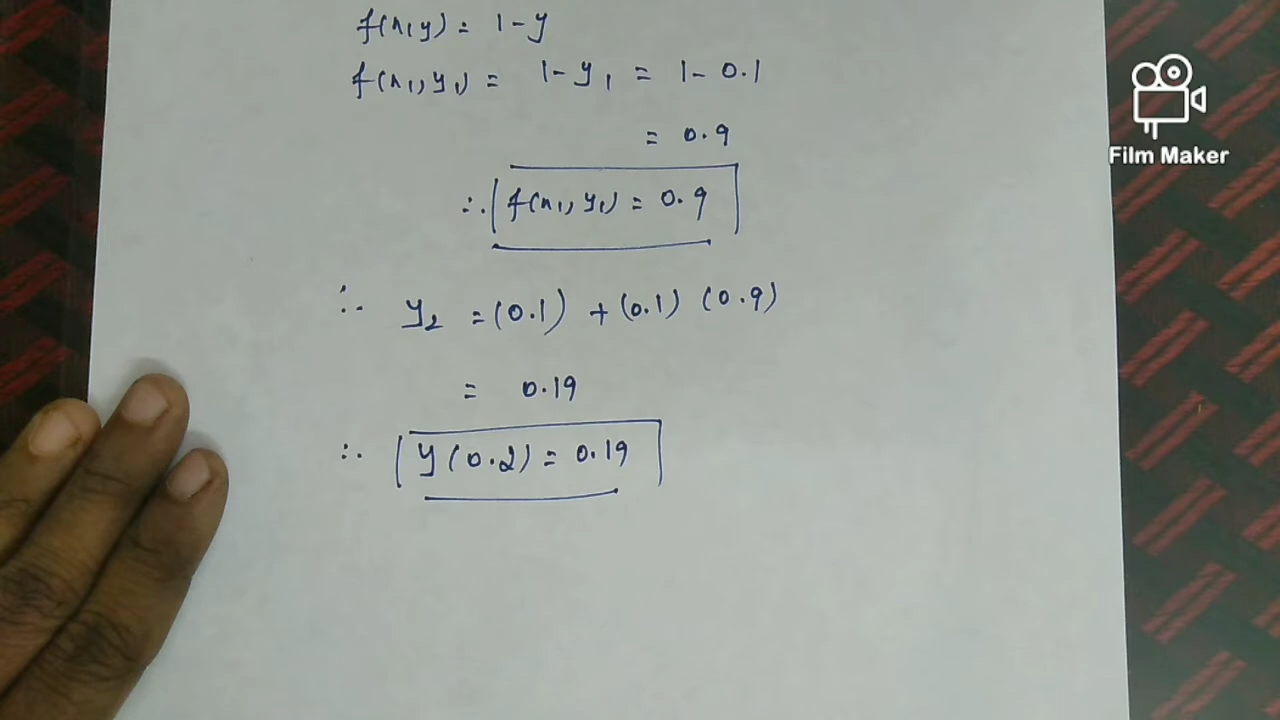 f(x,y) = 1-y
f(x1,y1) = 1-y1 = 1-0.1
= 0.9
∴ f(x1,y1) = 0.9
∴ y2 = (0.1) + (0.1) (0.9)
= 0.19
∴ y(0.2) = 0.19
Film Maker